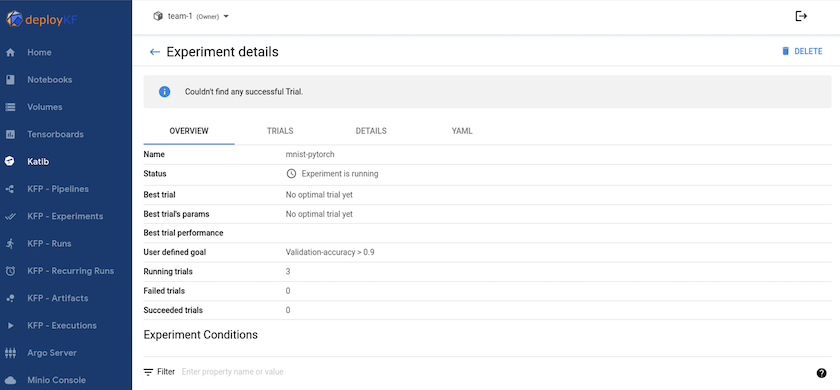 deployKF
team-1 (Owner)
Home
Notebooks
Volumes
Tensorboards
Katib
KFP - Pipelines
KFP - Experiments
KFP - Runs
KFP - Recurring Runs
KFP - Artifacts
KFP - Executions
Argo Server
Minio Console
Experiment details
DELETE
Couldn't find any successful Trial.
OVERVIEW TRIALS DETAILS YAML
Name mnist-pytorch
Status Experiment is running
Best trial No optimal trial yet
Best trial's params No optimal trial yet
Best trial performance
User defined goal Validation-accuracy > 0.9
Running trials 3
Failed trials 0
Succeeded trials 0
Experiment Conditions
Filter Enter property name or value